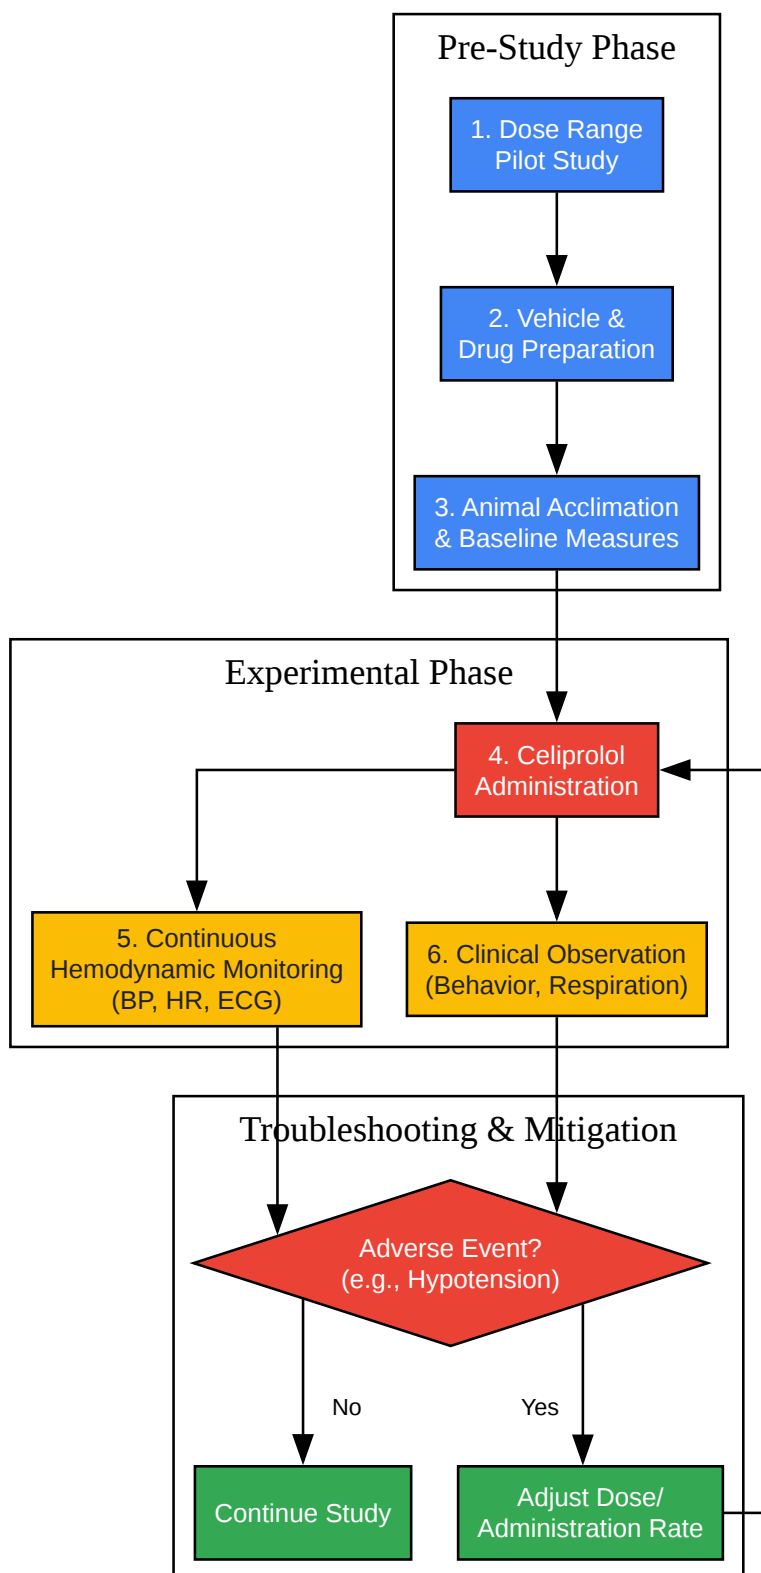 Pre-Study Phase
1. Dose Range
Pilot Study
2. Vehicle &
Drug Preparation
3. Animal Acclimation
& Baseline Measures
Experimental Phase
4. Celiprolol
Administration
5. Continuous
Hemodynamic Monitoring
(BP, HR, ECG)
6. Clinical Observation
(Behavior, Respiration)
Troubleshooting & Mitigation
Adverse Event?
(e.g., Hypotension)
No
Yes
Continue Study
Adjust Dose/
Administration Rate